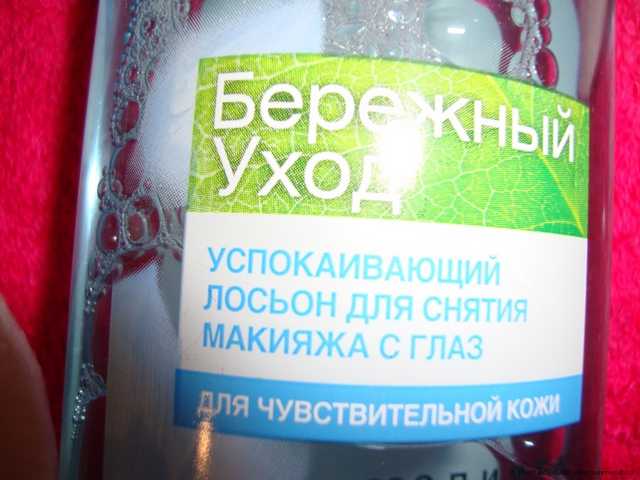 Бережный
Уход
УСПОКАИВАЮЩИЙ
ЛОСЬОН ДЛЯ СНЯТИЯ
МАКИЯЖА С ГЛАЗ
ДЛЯ ЧУВСТВИТЕЛЬНОЙ КОЖИ